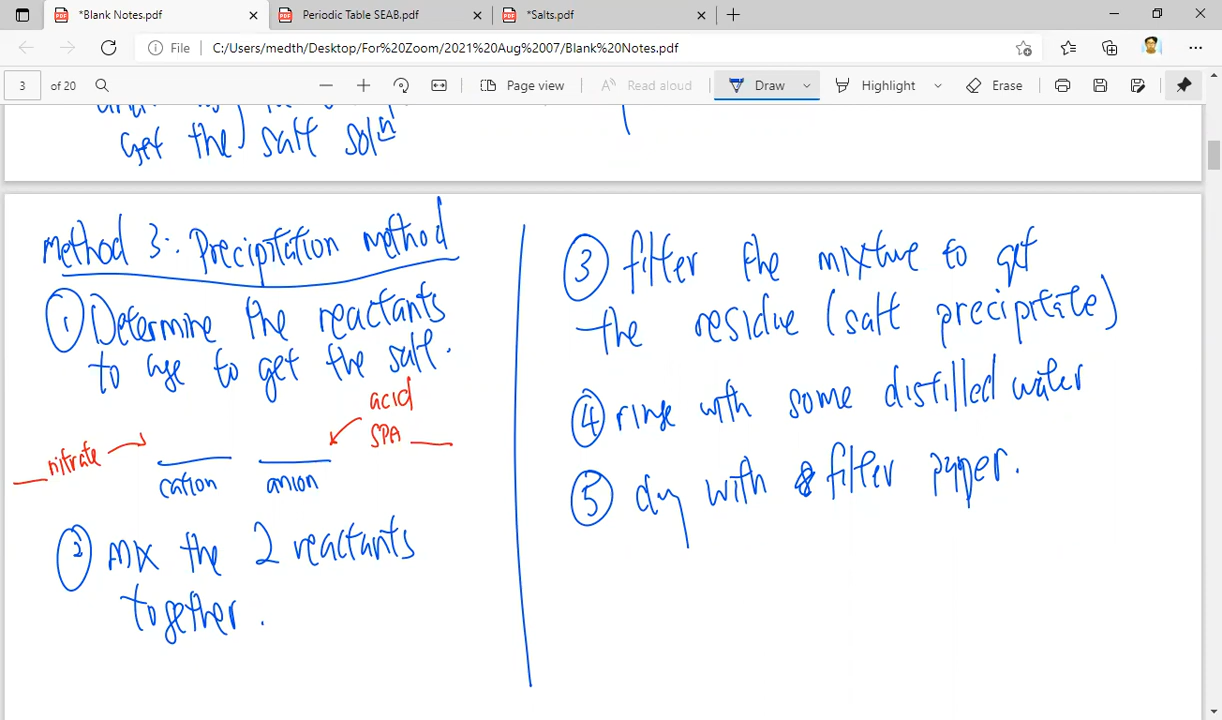 *Blank Notes.pdf
Periodic Table SEAB.pdf
*Salts.pdf
File
C:/Users/medth/Desktop/For%20Zoom/2021%20Aug%2007/Blank%20Notes.pdf
3 of 20
Page view
Read aloud
Draw
Highlight
Erase
get the salt solⁿ
Method 3: Precipitation method
① Determine the reactants
to use to get the salt.
acid
SPA __
__ nitrate
cation anion
② mix the 2 reactants
together.
③ filter the mixture to get
the residue (salt precipitate)
④ rinse with some distilled water
⑤ dry with filter paper.